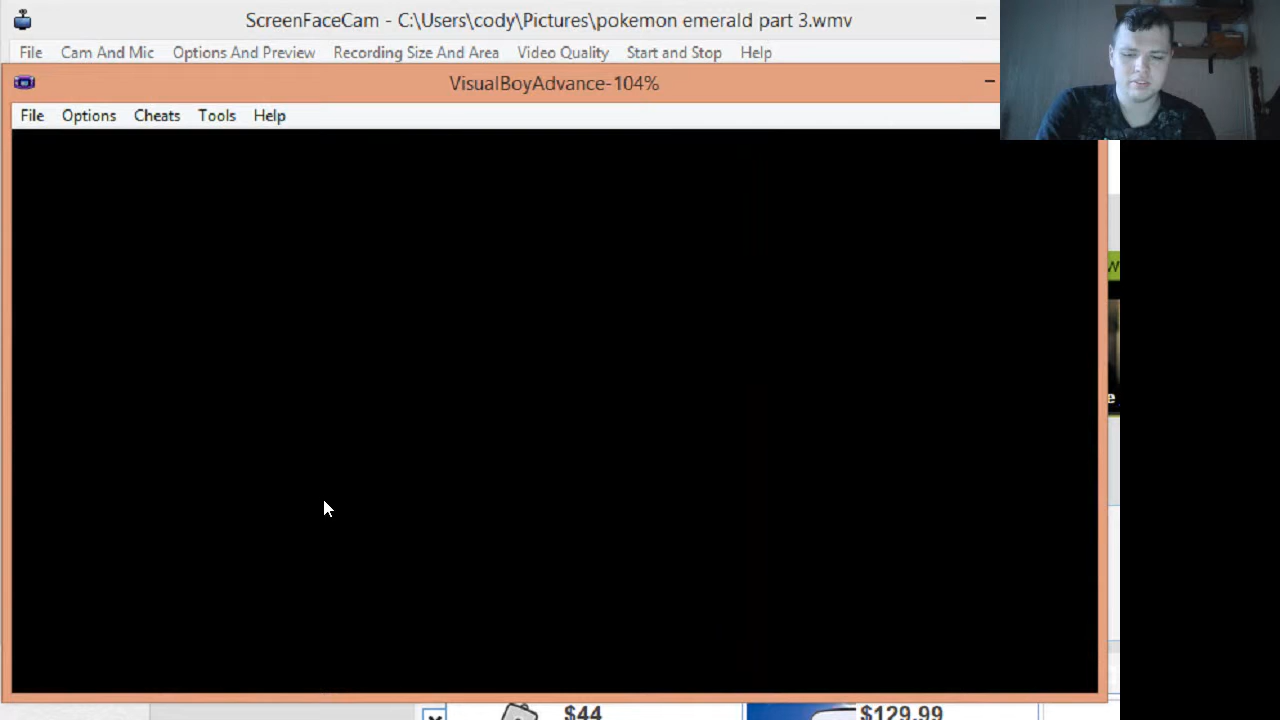 ScreenFaceCam - C:\Users\cody\Pictures\pokemon emerald part 3.wmv
File Cam And Mic Options And Preview Recording Size And Area Video Quality Start and Stop Help
VisualBoyAdvance-104%
File Options Cheats Tools Help
W
e
$44 $129.99